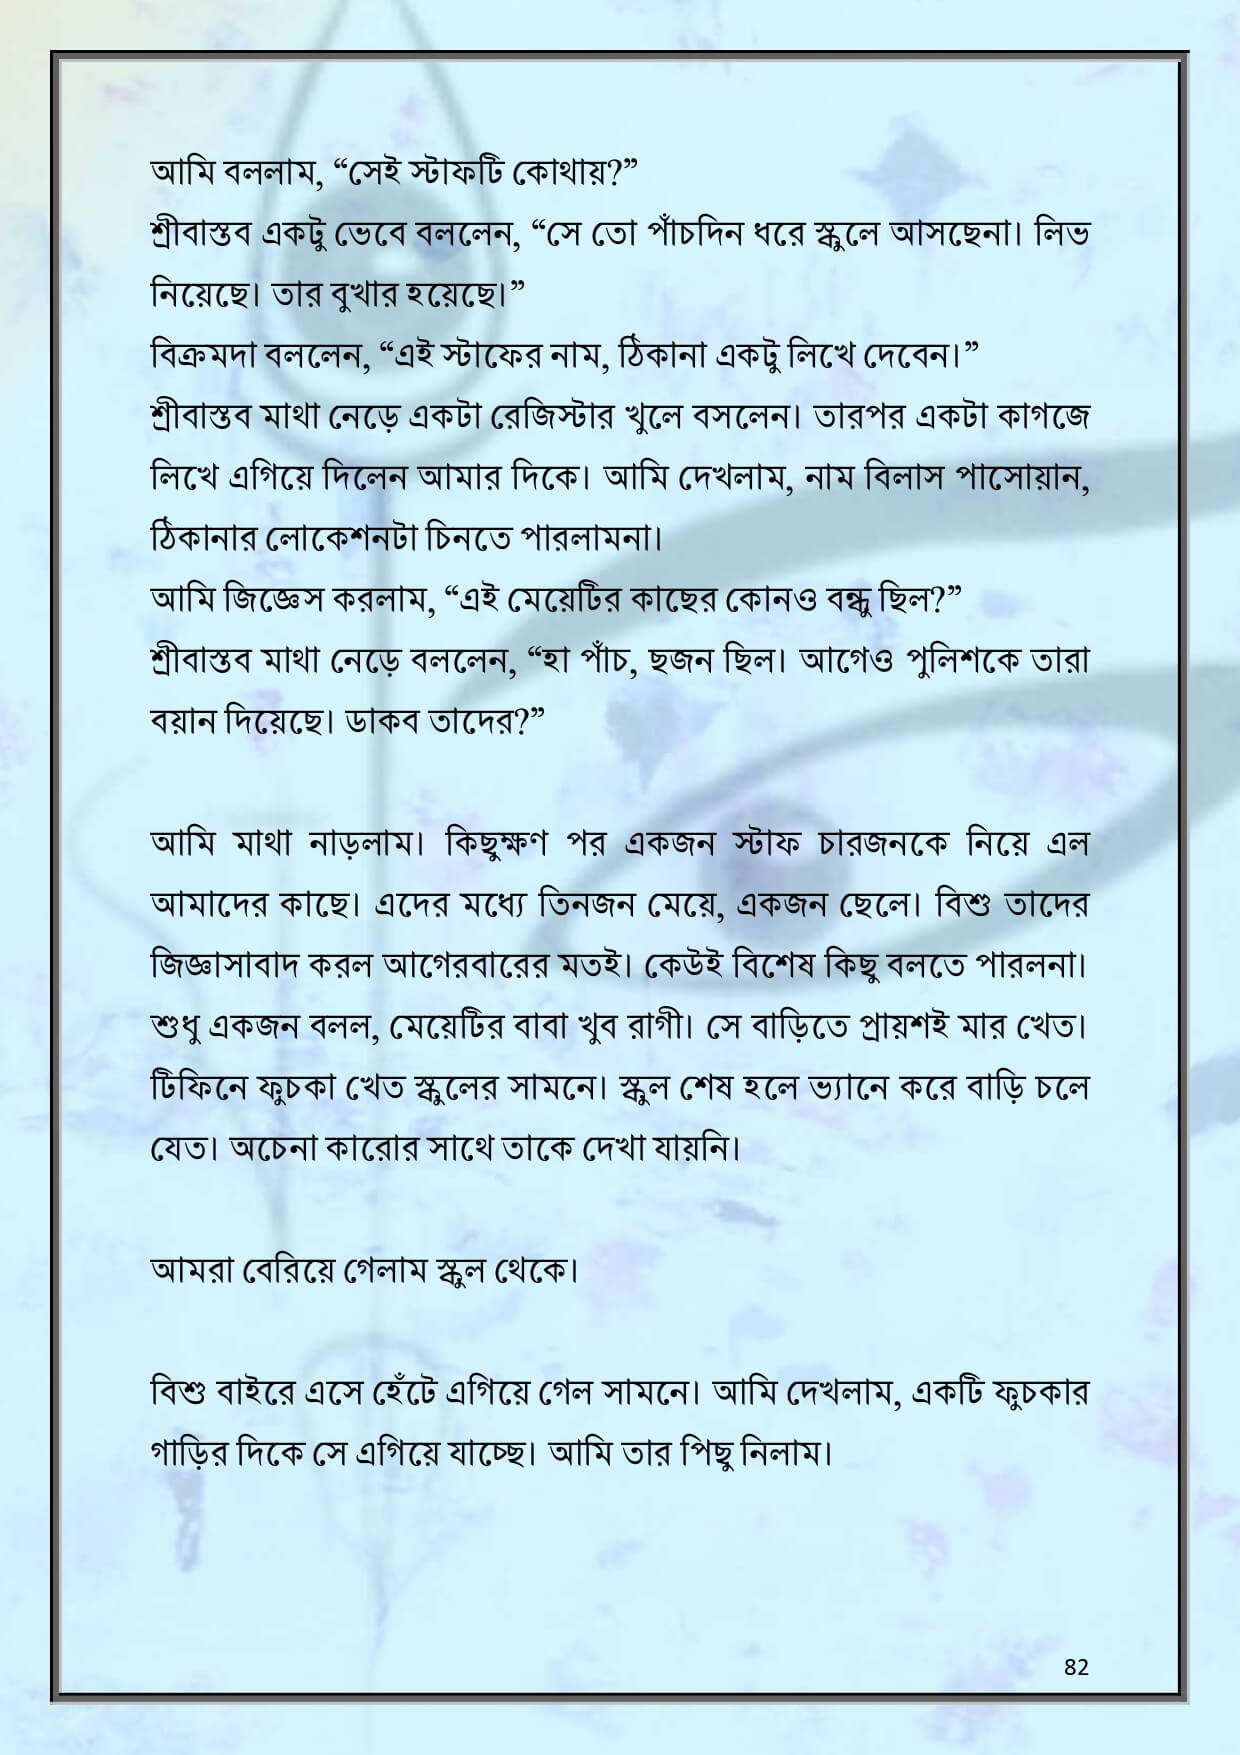 আমি বললাম, “সেই স্টাফটি কোথায়?”
শ্রীবাস্তব একটু ভেবে বললেন, “সে তো পাঁচদিন ধরে স্কুলে আসছেনা। লিভ
নিয়েছে। তার বুখার হয়েছে।”
বিক্রমদা বললেন, “এই স্টাফের নাম, ঠিকানা একটু লিখে দেবেন।”
শ্রীবাস্তব মাথা নেড়ে একটা রেজিস্টার খুলে বসলেন। তারপর একটা কাগজে
লিখে এগিয়ে দিলেন আমার দিকে। আমি দেখলাম, নাম বিলাস পাসোয়ান,
ঠিকানার লোকেশনটা চিনতে পারলামনা।
আমি জিজ্ঞেস করলাম, “এই মেয়েটির কাছের কোনও বন্ধু ছিল?”
শ্রীবাস্তব মাথা নেড়ে বললেন, “হা পাঁচ, ছজন ছিল। আগেও পুলিশকে তারা
বয়ান দিয়েছে। ডাকব তাদের?”
আমি মাথা নাড়লাম। কিছুক্ষণ পর একজন স্টাফ চারজনকে নিয়ে এল
আমাদের কাছে। এদের মধ্যে তিনজন মেয়ে, একজন ছেলে। বিশু তাদের
জিজ্ঞাসাবাদ করল আগেরবারের মতই। কেউই বিশেষ কিছু বলতে পারলনা।
শুধু একজন বলল, মেয়েটির বাবা খুব রাগী। সে বাড়িতে প্রায়শই মার খেত।
টিফিনে ফুচকা খেত স্কুলের সামনে। স্কুল শেষ হলে ভ্যানে করে বাড়ি চলে
যেত। অচেনা কারোর সাথে তাকে দেখা যায়নি।
আমরা বেরিয়ে গেলাম স্কুল থেকে।
বিশু বাইরে এসে হেঁটে এগিয়ে গেল সামনে। আমি দেখলাম, একটি ফুচকার
গাড়ির দিকে সে এগিয়ে যাচ্ছে। আমি তার পিছু নিলাম।
82